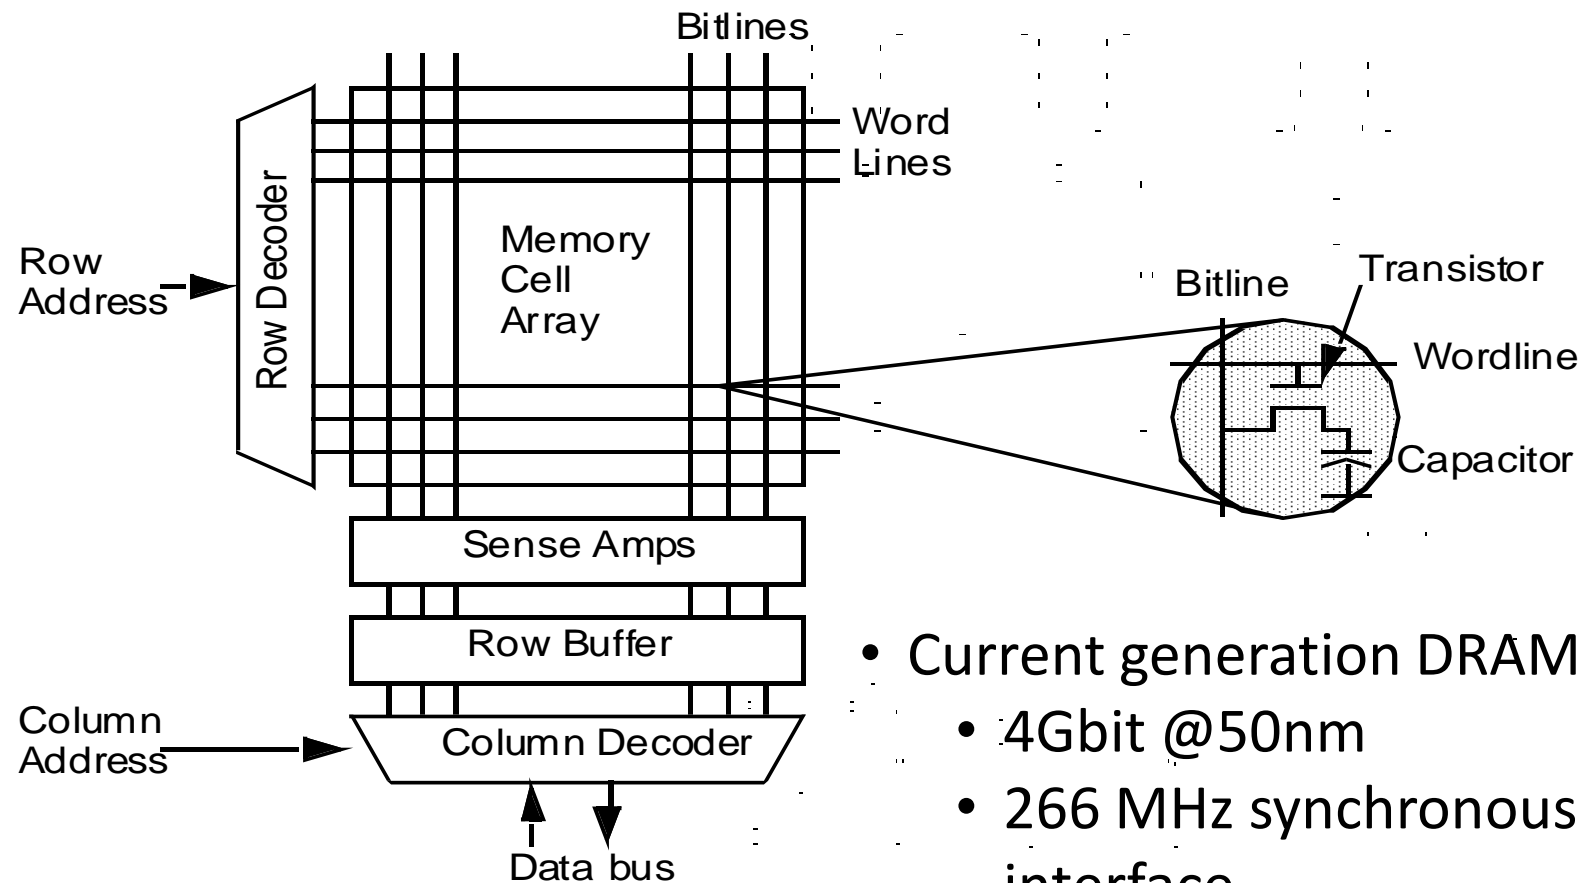 Bitlines
Word
Lines
Row Decoder
Memory
Cell
Array
Row
Address
Bitline
Transistor
Wordline
Capacitor
Sense Amps
Row Buffer
Column
Address
Column Decoder
Data bus
• Current generation DRAM
• 4Gbit @50nm
• 266 MHz synchronous
interface